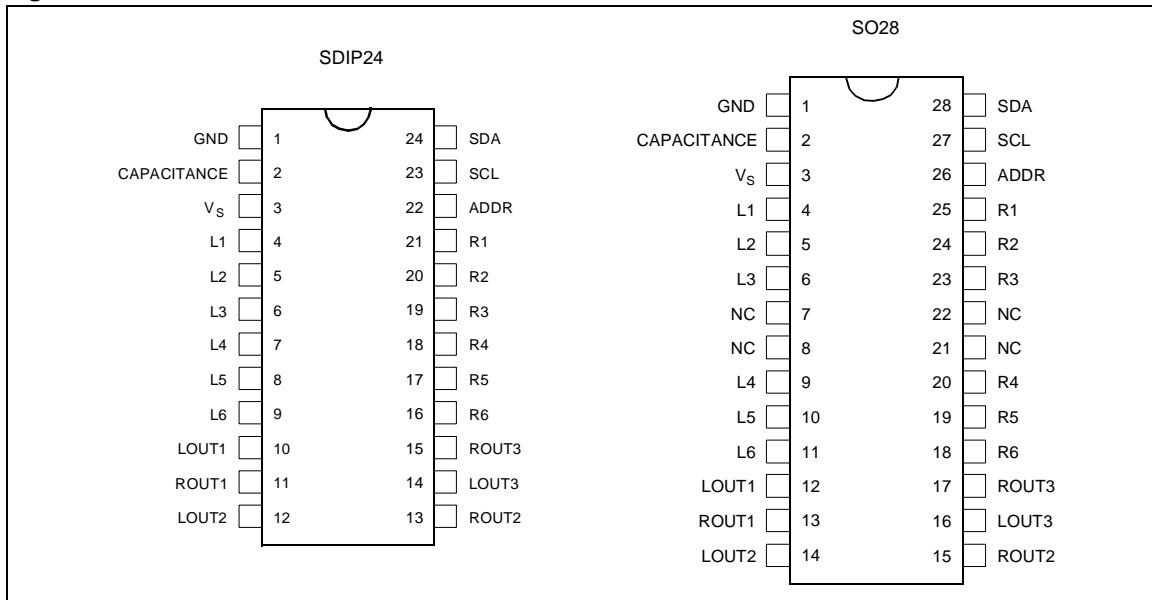 SDIP24
GND 1 24 SDA
CAPACITANCE 2 23 SCL
VS 3 22 ADDR
L1 4 21 R1
L2 5 20 R2
L3 6 19 R3
L4 7 18 R4
L5 8 17 R5
L6 9 16 R6
LOUT1 10 15 ROUT3
ROUT1 11 14 LOUT3
LOUT2 12 13 ROUT2
SO28
GND 1 28 SDA
CAPACITANCE 2 27 SCL
VS 3 26 ADDR
L1 4 25 R1
L2 5 24 R2
L3 6 23 R3
NC 7 22 NC
NC 8 21 NC
L4 9 20 R4
L5 10 19 R5
L6 11 18 R6
LOUT1 12 17 ROUT3
ROUT1 13 16 LOUT3
LOUT2 14 15 ROUT2